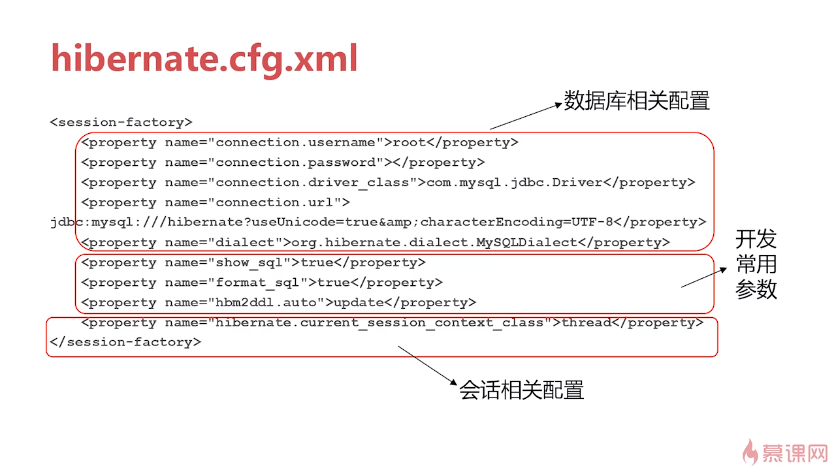 hibernate.cfg.xml
数据库相关配置
<session-factory>
<property name="connection.username">root</property>
<property name="connection.password"></property>
<property name="connection.driver_class">com.mysql.jdbc.Driver</property>
<property name="connection.url">
jdbc:mysql:///hibernate?useUnicode=true&amp;characterEncoding=UTF-8</property>
<property name="dialect">org.hibernate.dialect.MySQLDialect</property>
<property name="show_sql">true</property>
<property name="format_sql">true</property>
<property name="hbm2ddl.auto">update</property>
开发
常用
参数
<property name="hibernate.current_session_context_class">thread</property>
</session-factory>
会话相关配置
慕课网